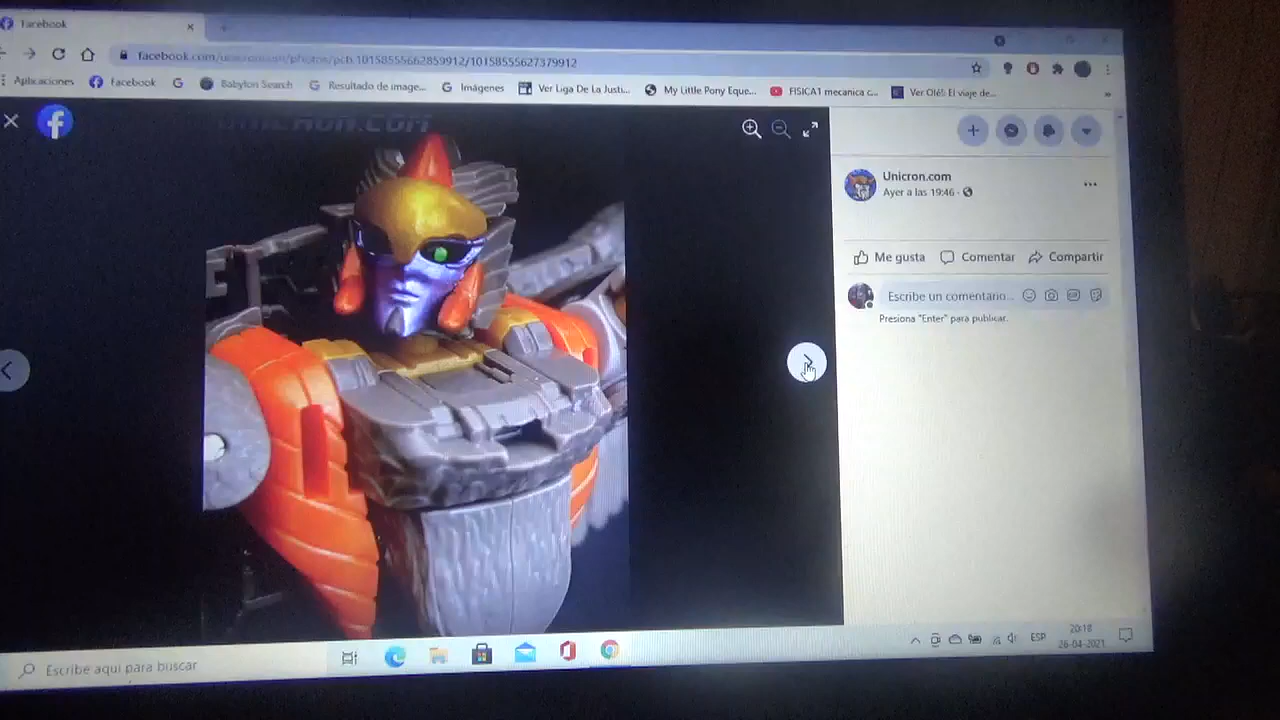 Facebook
facebook.com/unicroncom/photos/pcb.10158555662859912/10158555627379912
Aplicaciones Facebook Babylon Search Resultado de image... Imágenes Ver Liga De La Justi... My Little Pony Eque... FISICA1 mecanica c... Ver Olé!: El viaje de...
UNICRON.COM
Unicron.com
Ayer a las 19:46
Me gusta Comentar Compartir
Escribe un comentario...
Presiona "Enter" para publicar.
Escribe aquí para buscar
ESP
20:18
26-04-2021